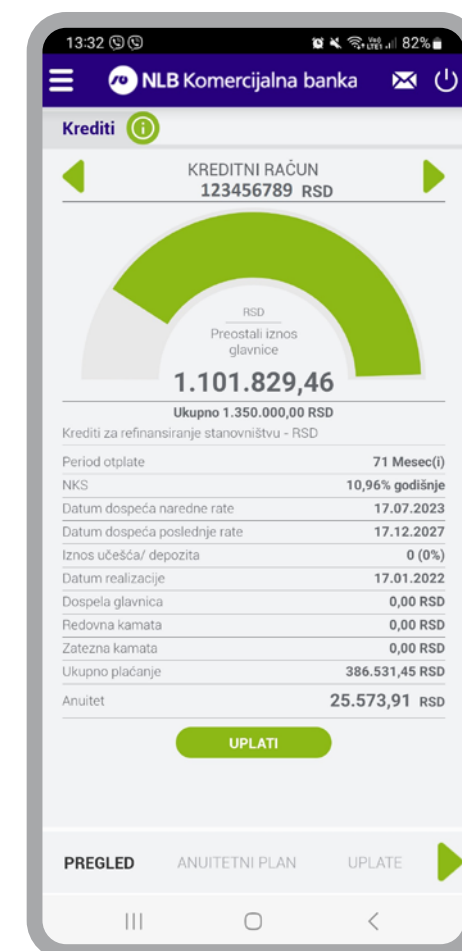 13:32 82%
NLB Komercijalna banka
Krediti i
KREDITNI RAČUN
123456789 RSD
RSD
Preostali iznos
glavnice
1.101.829,46
Ukupno 1.350.000,00 RSD
Krediti za refinansiranje stanovništvu - RSD
Period otplate 71 Mesec(i)
NKS 10,96% godišnje
Datum dospeća naredne rate 17.07.2023
Datum dospeća poslednje rate 17.12.2027
Iznos učešća/ depozita 0 (0%)
Datum realizacije 17.01.2022
Dospela glavnica 0,00 RSD
Redovna kamata 0,00 RSD
Zatezna kamata 0,00 RSD
Ukupno plaćanje 386.531,45 RSD
Anuitet 25.573,91 RSD
UPLATI
PREGLED ANUITETNI PLAN UPLATE